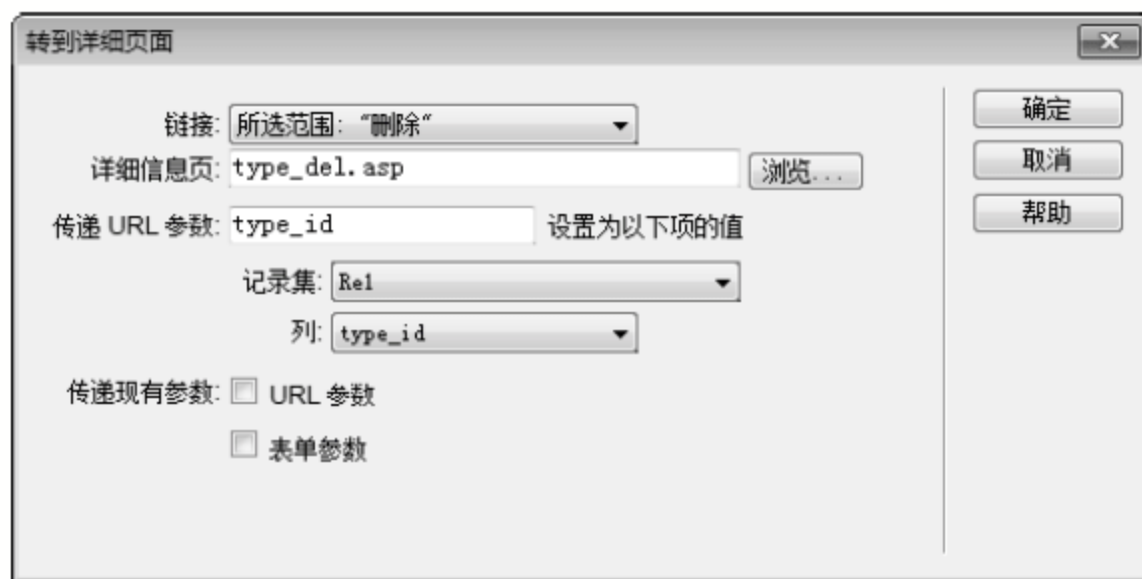 转到详细页面
链接: 所选范围: "删除"
详细信息页: type_del.asp 浏览...
传递 URL 参数: type_id 设置为以下项的值
记录集: Re1
列: type_id
传递现有参数: URL 参数
表单参数
确定
取消
帮助